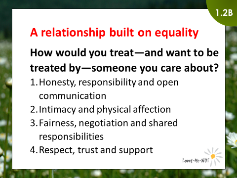 1.2B
A relationship built on equality
How would you treat—and want to be
treated by—someone you care about?
1.Honesty, responsibility and open
communication
2.Intimacy and physical affection
3.Fairness, negotiation and shared
responsibilities
4.Respect, trust and support